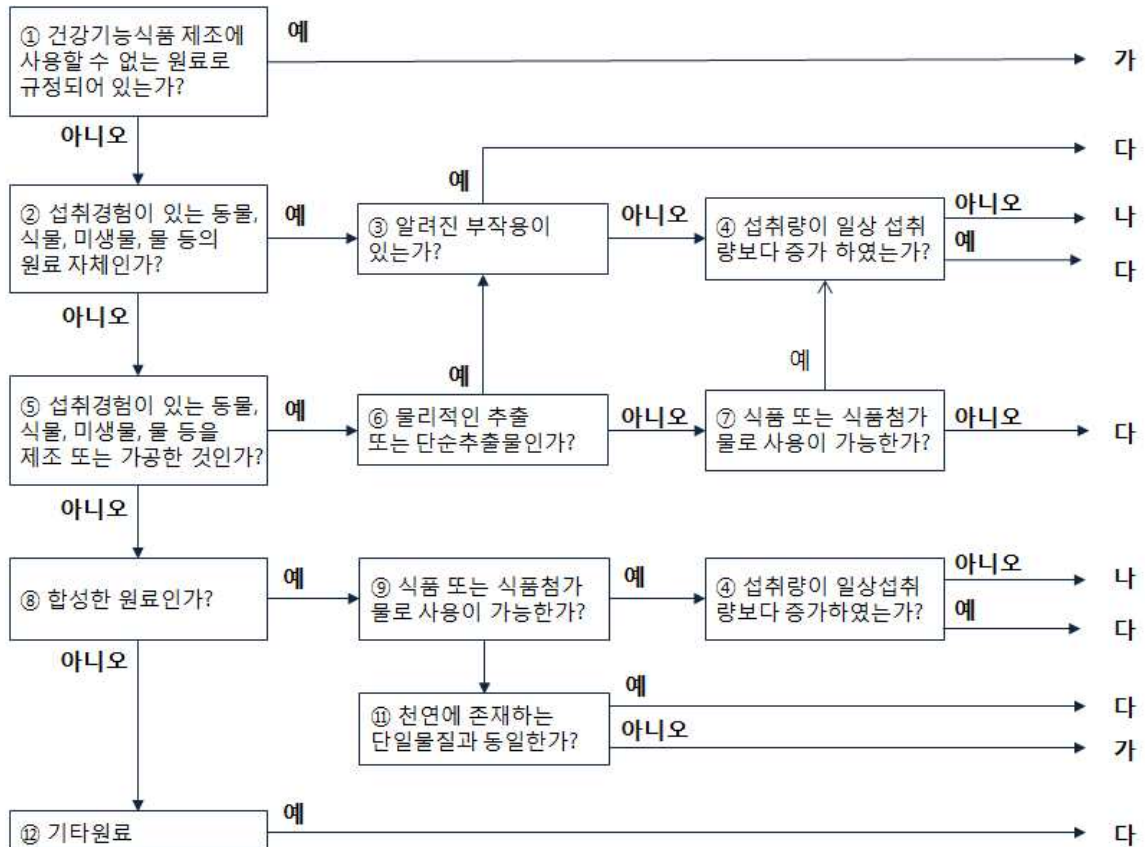 ① 건강기능식품 제조에
사용할 수 없는 원료로
규정되어 있는가?
예
가
아니오
다
예
② 섭취경험이 있는 동물,
식물, 미생물, 물 등의
원료 자체인가?
예
③ 알려진 부작용이
있는가?
아니오
④ 섭취량이 일상 섭취
량보다 증가 하였는가?
아니오
나
예
다
아니오
예
예
⑤ 섭취경험이 있는 동물,
식물, 미생물, 물 등을
제조 또는 가공한 것인가?
예
⑥ 물리적인 추출
또는 단순추출물인가?
아니오
⑦ 식품 또는 식품첨가
물로 사용이 가능한가?
아니오
다
아니오
⑧ 합성한 원료인가?
예
⑨ 식품 또는 식품첨가
물로 사용이 가능한가?
예
④ 섭취량이 일상섭취
량보다 증가하였는가?
아니오
나
예
다
아니오
⑪ 천연에 존재하는
단일물질과 동일한가?
예
다
아니오
가
⑫ 기타원료
예
다